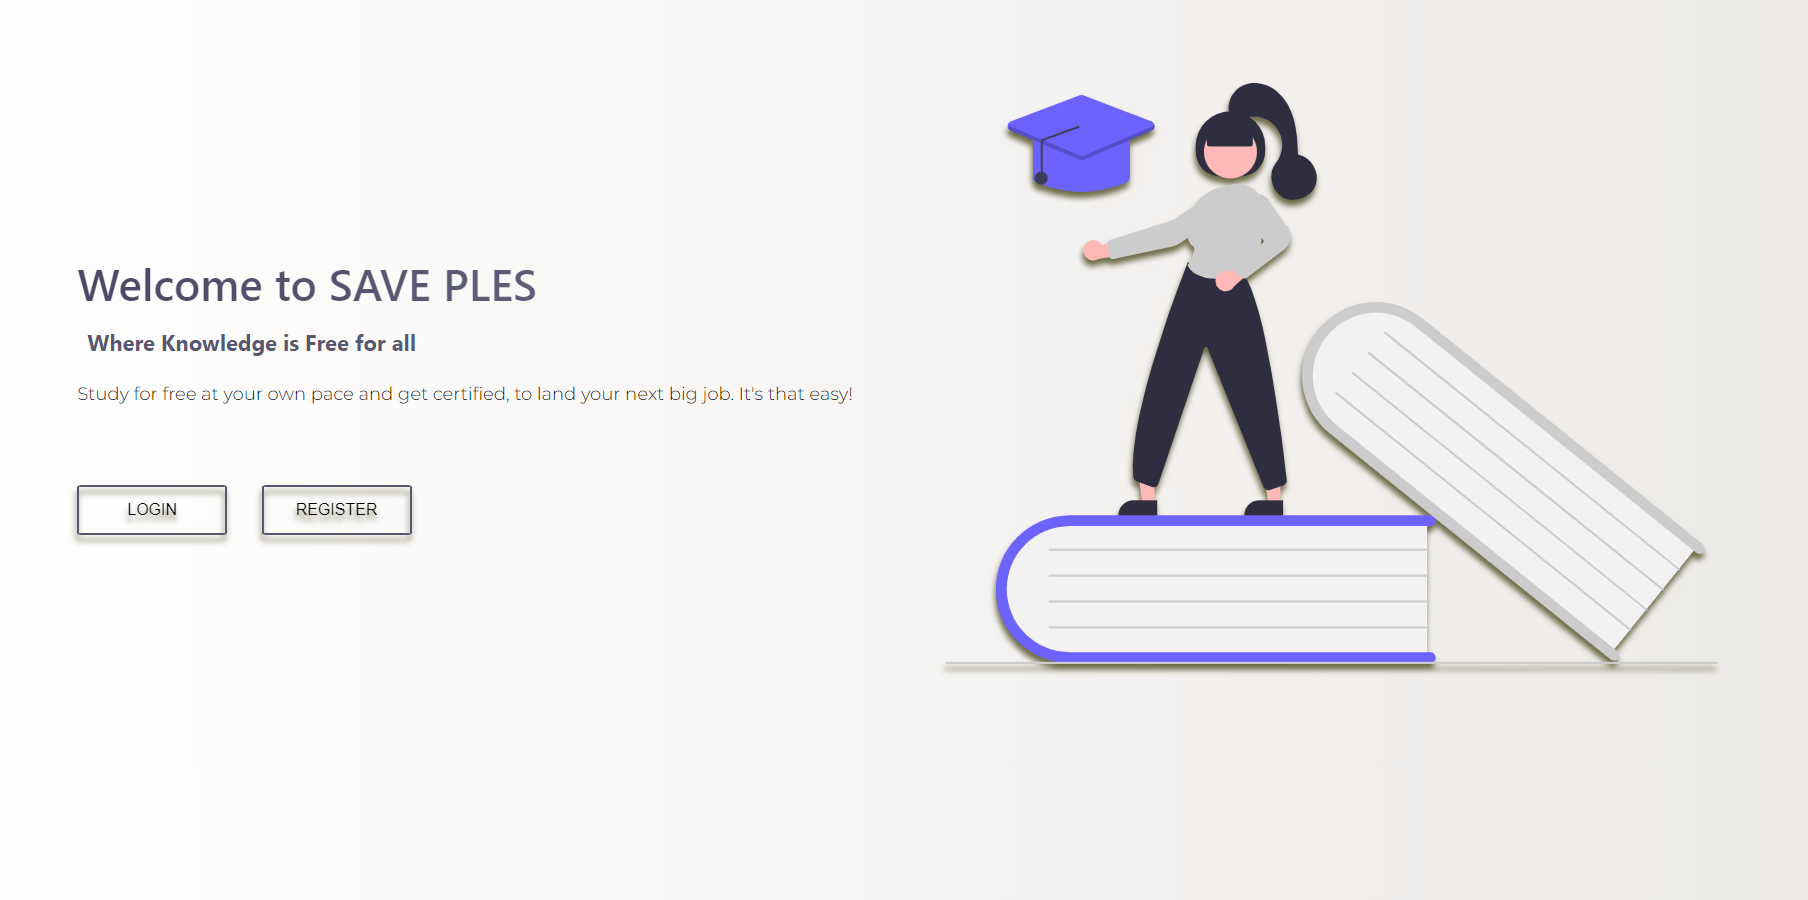 Welcome to SAVE PLES
Where Knowledge is Free for all
Study for free at your own pace and get certified, to land your next big job. It's that easy!
LOGIN
REGISTER